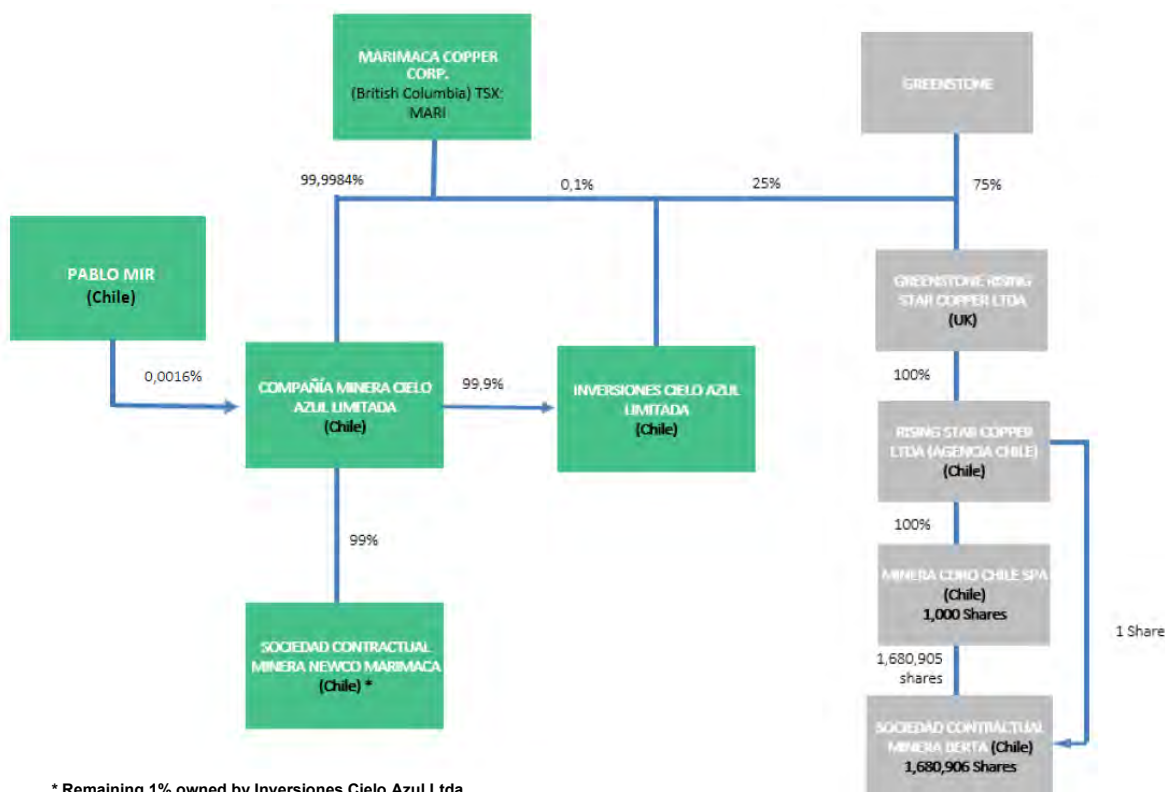 MARIMACA COPPER
CORP.
(British Columbia) TSX:
MARI
GREENSTONE
99,9984%
0,1%
25%
75%
PABLO MIR
(Chile)
GREENSTONE RISING
STAR COPPER LTDA
(UK)
0,0016%
COMPAÑÍA MINERA CIELO
AZUL LIMITADA
(Chile)
99,9%
INVERSIONES CIELO AZUL
LIMITADA
(Chile)
100%
RISING STAR COPPER
LTDA (AGENCIA CHILE)
(Chile)
99%
100%
MINERA CORO CHILE SPA
(Chile)
1,000 Shares
1 Share
SOCIEDAD CONTRACTUAL
MINERA NEWCO MARIMACA
(Chile) *
1,680,905
shares
SOCIEDAD CONTRACTUAL
MINERA BERTA (Chile)
1,680,906 Shares
* Remaining 1% owned by Inversiones Cielo Azul Ltda